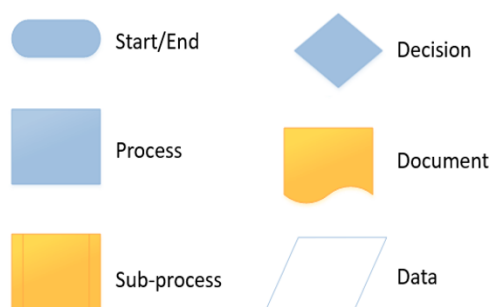 Start/End
Decision
Process
Document
Sub-process
Data